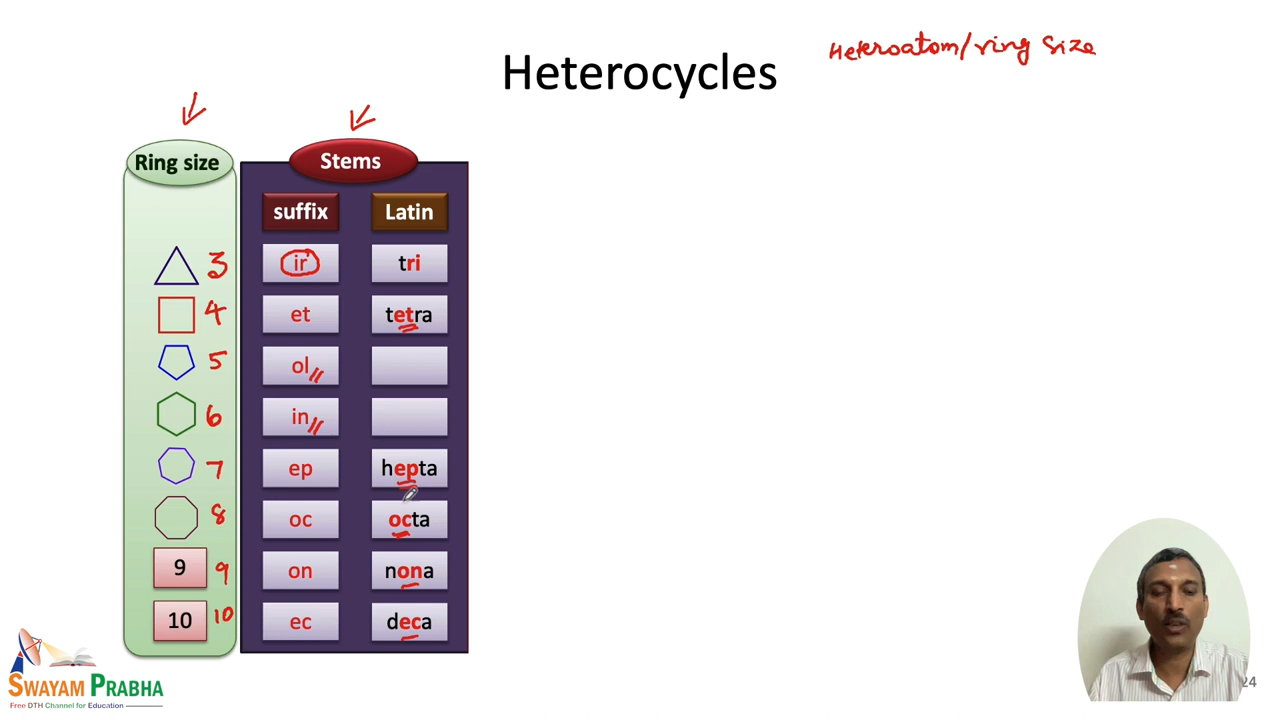 Heteroatom/ring size
Heterocycles
Ring size
Stems
suffix Latin
3 ir tri
4 et tetra
5 ol
6 in
7 ep hepta
8 oc octa
9 9 on nona
10 10 ec deca
SWAYAM PRABHA
Free DTH Channel for Education
24